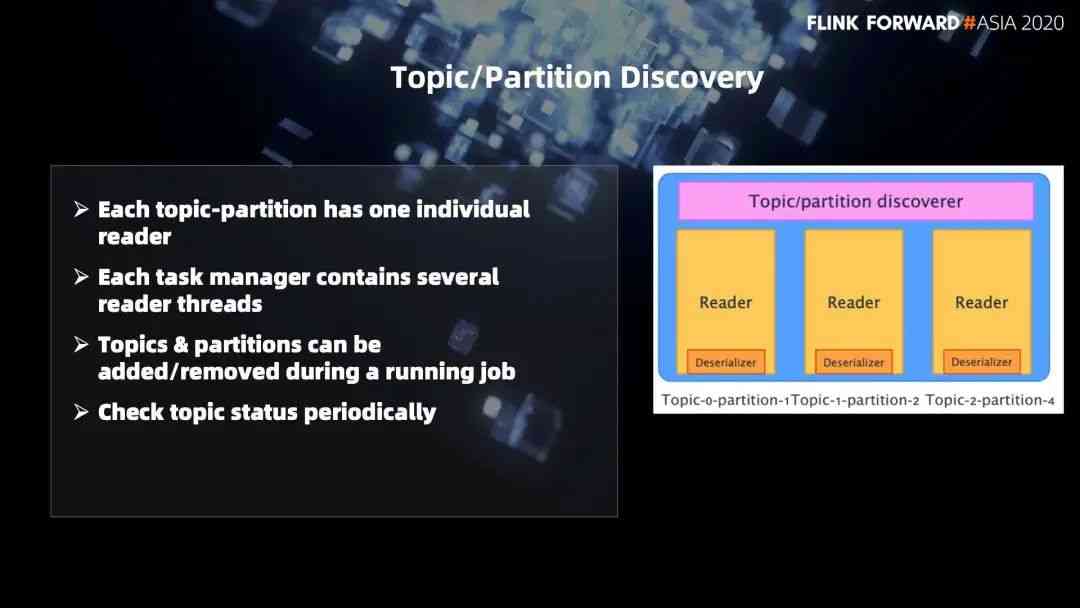 FLINK FORWARD #ASIA 2020
Topic/Partition Discovery
➢ Each topic-partition has one individual
reader
➢ Each task manager contains several
reader threads
➢ Topics & partitions can be
added/removed during a running job
➢ Check topic status periodically
Topic/partition discoverer
Reader Reader Reader
Deserializer Deserializer Deserializer
Topic-0-partition-1 Topic-1-partition-2 Topic-2-partition-4